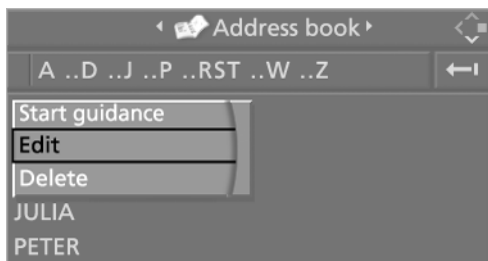 Address book
A ..D ..J ..P ..RST ..W ..Z
Start guidance
Edit
Delete
JULIA
PETER